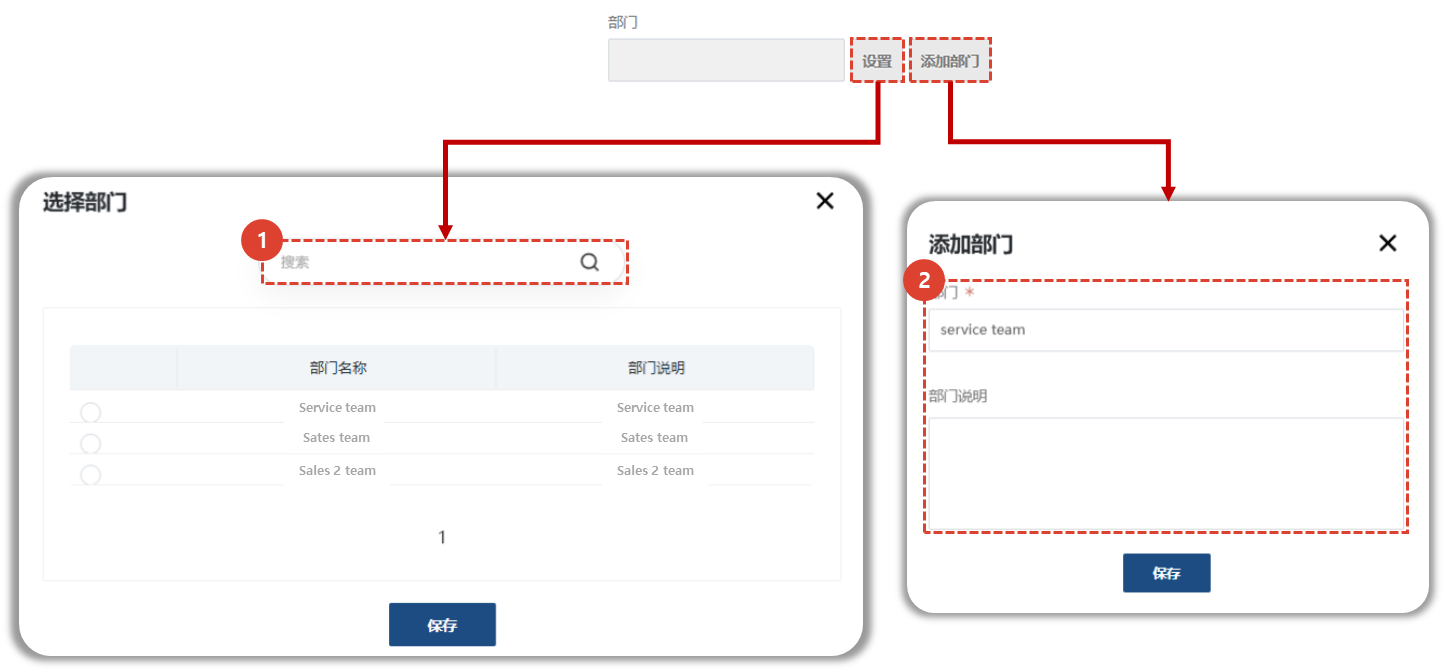 部门
设置 添加部门
选择部门
1
搜索
部门名称 部门说明
Service team Service team
Sates team Sates team
Sales 2 team Sales 2 team
1
保存
添加部门
2
部门 *
service team
部门说明
保存